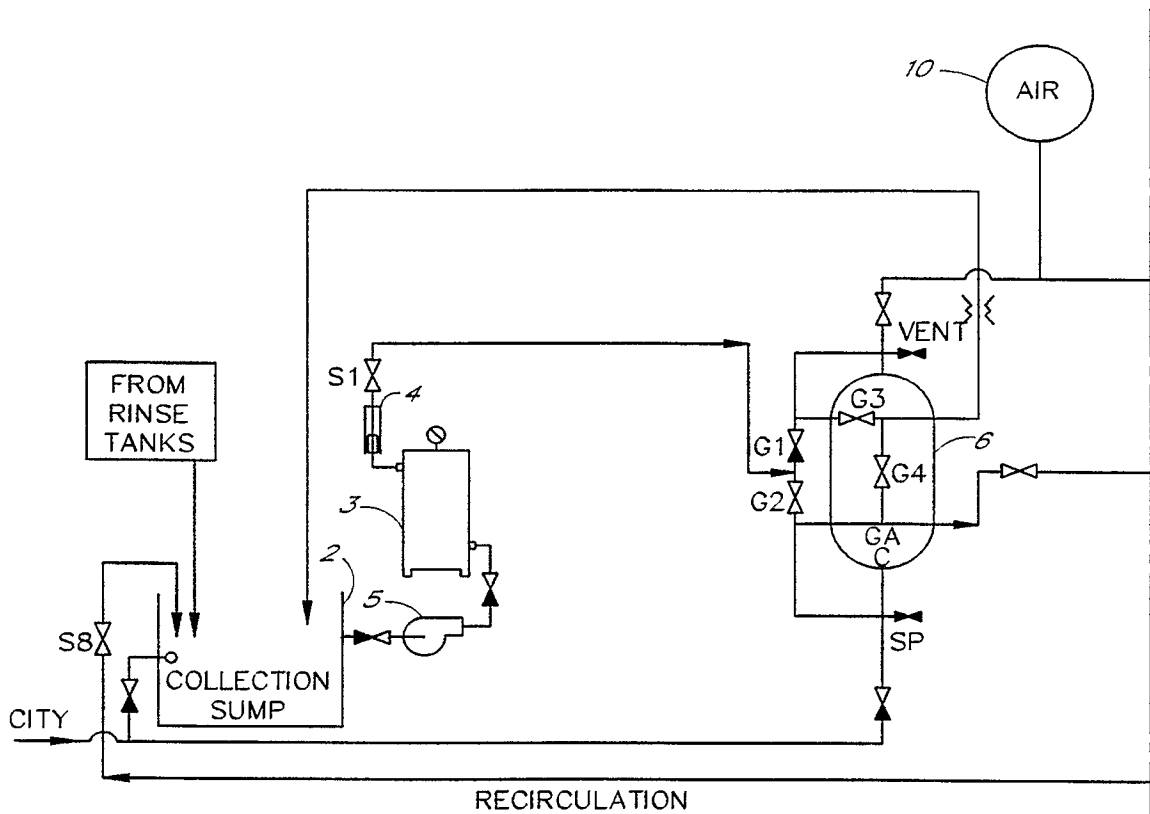 10
AIR
VENT
FROM
RINSE
TANKS
S1
4
G3
G1
6
G4
G2
3
2
GA
C
5
S8
SP
COLLECTION
SUMP
CITY
RECIRCULATION